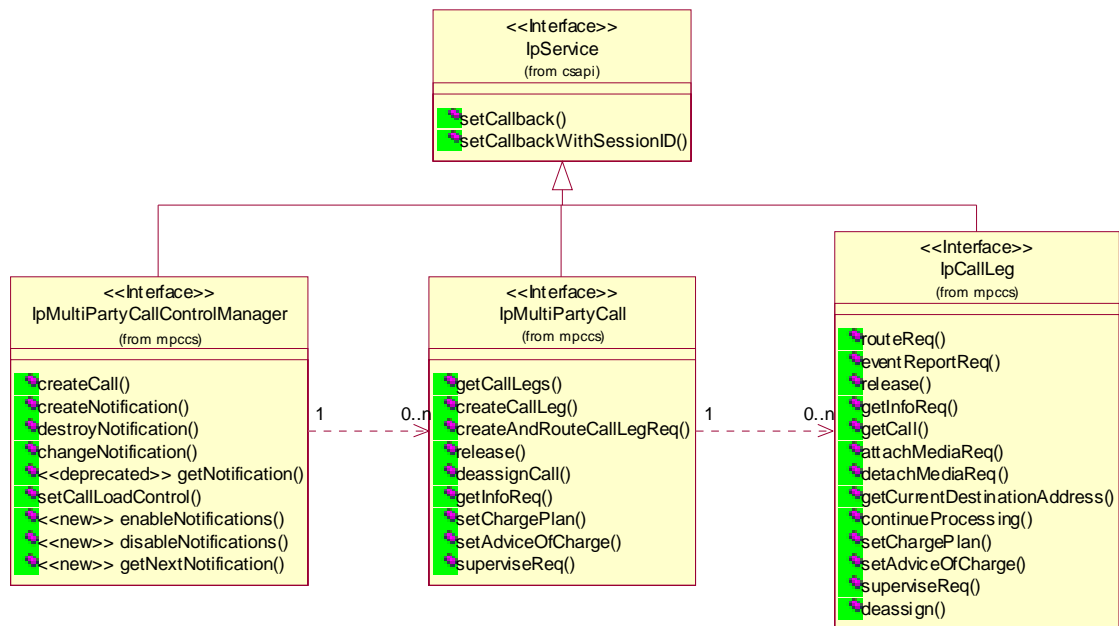 <<Interface>>
IpService
(from csapi)
setCallback()
setCallbackWithSessionID()
<<Interface>>
IpMultiPartyCallControlManager
(from mpccs)
createCall()
createNotification()
destroyNotification()
changeNotification()
<<deprecated>> getNotification()
setCallLoadControl()
<<new>> enableNotifications()
<<new>> disableNotifications()
<<new>> getNextNotification()
1
0..n
<<Interface>>
IpMultiPartyCall
(from mpccs)
getCallLegs()
createCallLeg()
createAndRouteCallLegReq()
release()
deassignCall()
getInfoReq()
setChargePlan()
setAdviceOfCharge()
superviseReq()
1
0..n
<<Interface>>
IpCallLeg
(from mpccs)
routeReq()
eventReportReq()
release()
getInfoReq()
getCall()
attachMediaReq()
detachMediaReq()
getCurrentDestinationAddress()
continueProcessing()
setChargePlan()
setAdviceOfCharge()
superviseReq()
deassign()